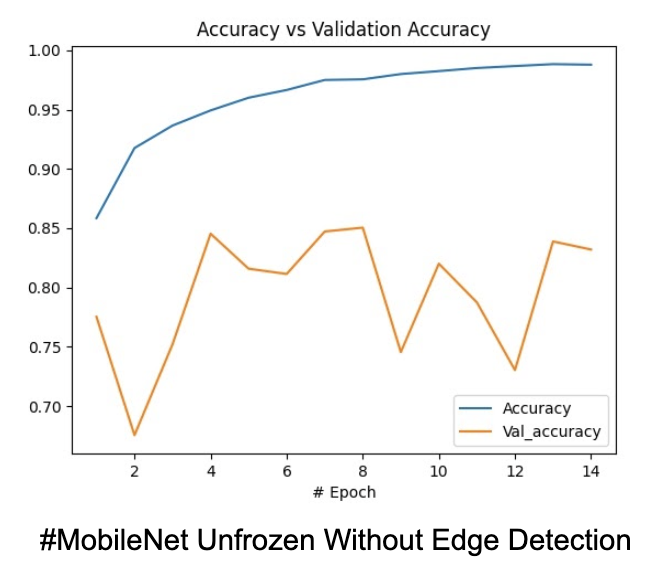 Accuracy vs Validation Accuracy
1.00
0.95
0.90
0.85
0.80
0.75
0.70
Accuracy
Val_accuracy
2 4 6 8 10 12 14
# Epoch
#MobileNet Unfrozen Without Edge Detection